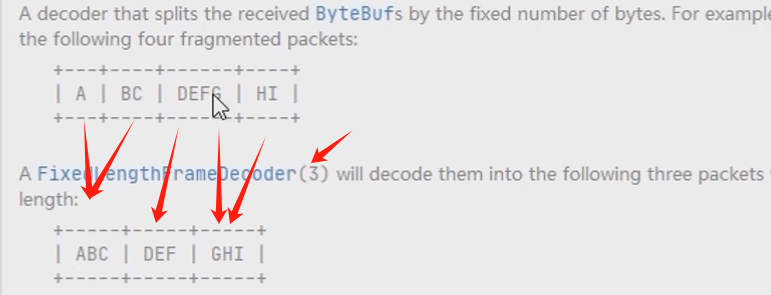 A decoder that splits the received ByteBufs by the fixed number of bytes. For example
the following four fragmented packets:
+---+----+------+----+
| A | BC | DEFG | HI |
+---+----+------+----+
A FixedLengthFrameDecoder(3) will decode them into the following three packets
length:
+-----+-----+-----+
| ABC | DEF | GHI |
+-----+-----+-----+